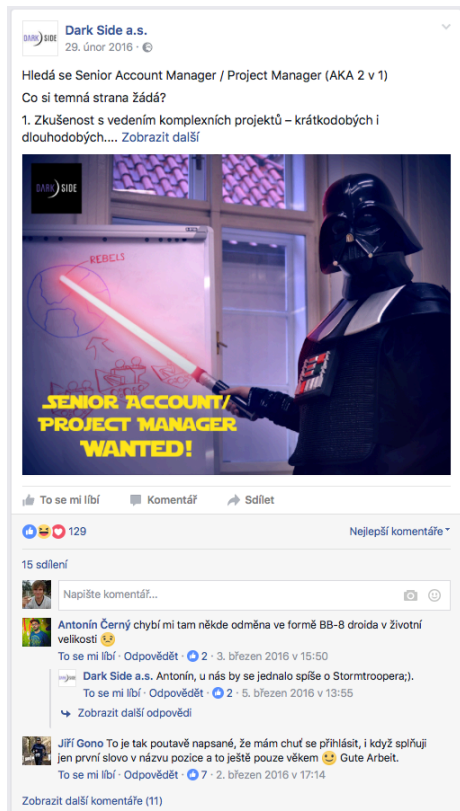 DARK SIDE
Dark Side a.s.
29. únor 2016 ·
Hledá se Senior Account Manager / Project Manager (AKA 2 v 1)
Co si temná strana žádá?
1. Zkušenost s vedením komplexních projektů – krátkodobých i
dlouhodobých.... Zobrazit další
DARK SIDE
REBELS
SENIOR ACCOUNT/
PROJECT MANAGER
WANTED!
To se mi líbí Komentář Sdílet
129 Nejlepší komentáře
15 sdílení
Napište komentář...
Antonín Černý chybí mi tam někde odměna ve formě BB-8 droida v životní
velikosti 😏
To se mi líbí · Odpovědět · 2 · 3. březen 2016 v 15:50
Dark Side a.s. Antonín, u nás by se jednalo spíše o Stormtroopera;).
To se mi líbí · Odpovědět · 2 · 5. březen 2016 v 13:55
Zobrazit další odpovědi
Jiří Gono To je tak poutavě napsané, že mám chuť se přihlásit, i když splňuji
jen první slovo v názvu pozice a to ještě pouze věkem 🙂 Gute Arbeit.
To se mi líbí · Odpovědět · 7 · 2. březen 2016 v 17:14
Zobrazit další komentáře (11)